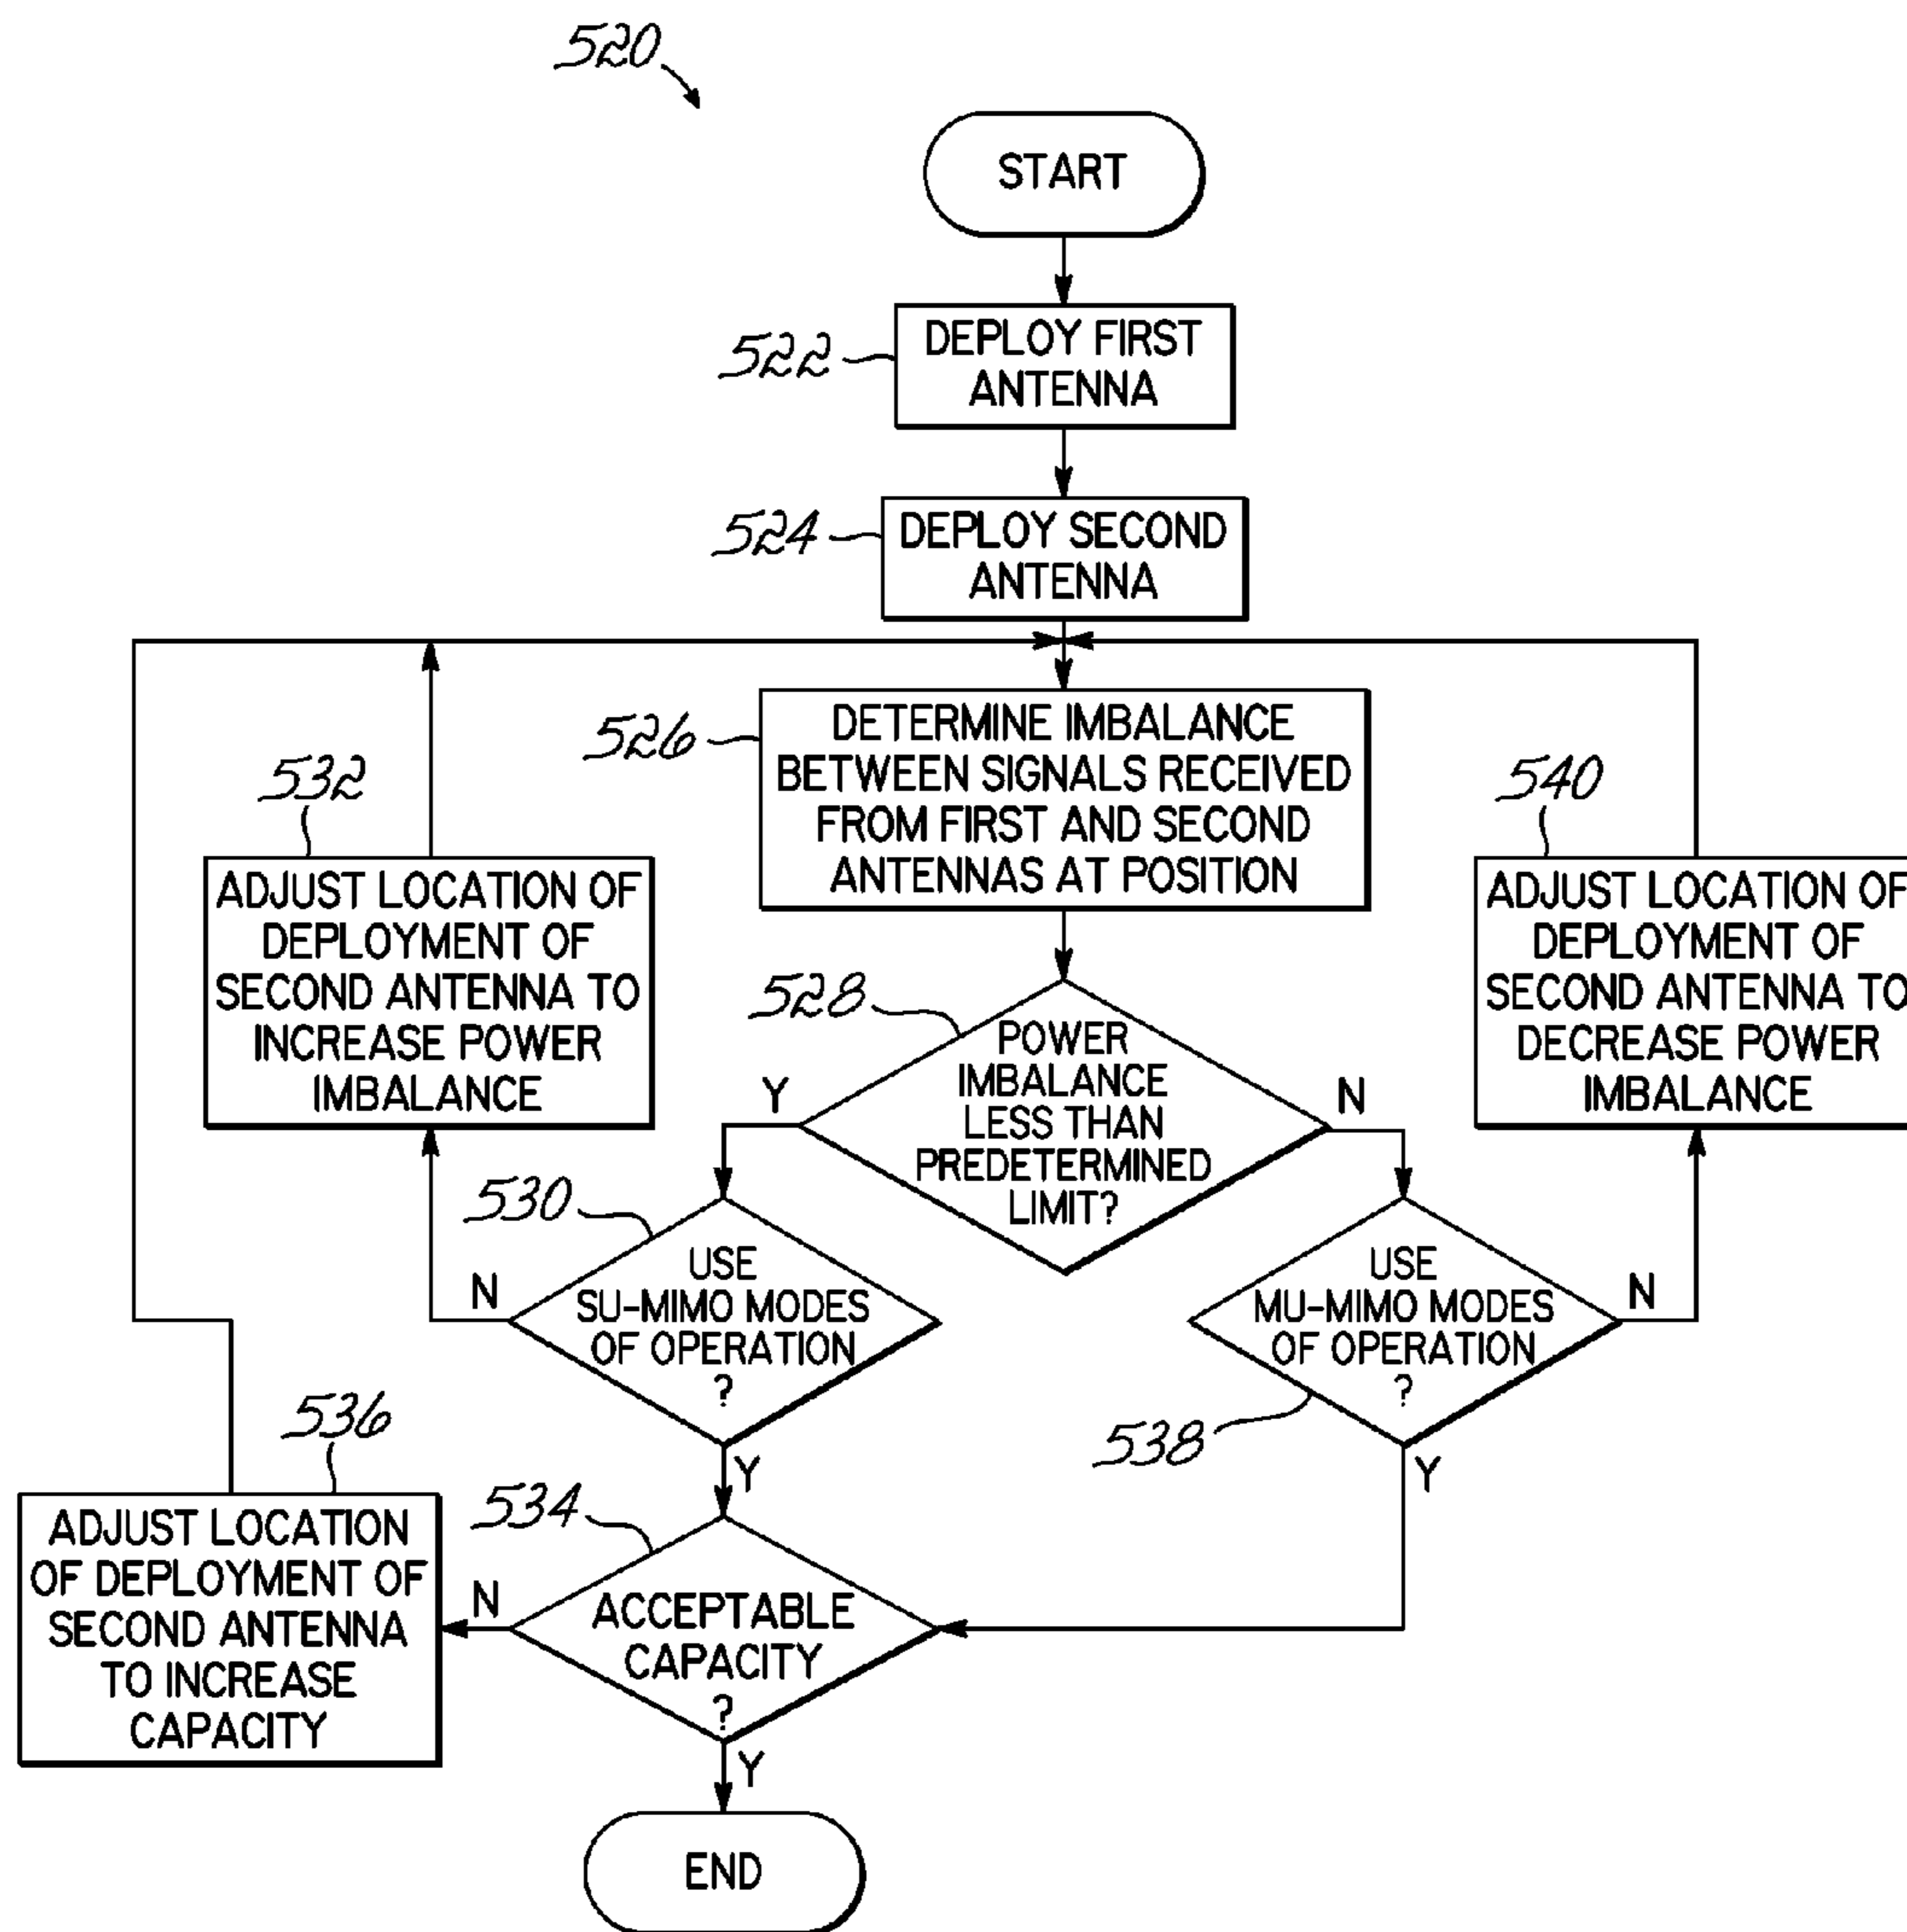 520
START
522
DEPLOY FIRST
ANTENNA
524
DEPLOY SECOND
ANTENNA
526
DETERMINE IMBALANCE
BETWEEN SIGNALS RECEIVED
FROM FIRST AND SECOND
ANTENNAS AT POSITION
532
ADJUST LOCATION OF
DEPLOYMENT OF
SECOND ANTENNA TO
INCREASE POWER
IMBALANCE
540
ADJUST LOCATION OF
DEPLOYMENT OF
SECOND ANTENNA TO
DECREASE POWER
IMBALANCE
528
POWER
IMBALANCE
LESS THAN
PREDETERMINED
LIMIT?
Y
N
530
USE
SU-MIMO MODES
OF OPERATION
?
N
Y
538
USE
MU-MIMO MODES
OF OPERATION
?
N
Y
536
ADJUST LOCATION
OF DEPLOYMENT OF
SECOND ANTENNA
TO INCREASE
CAPACITY
534
ACCEPTABLE
CAPACITY
?
N
Y
END